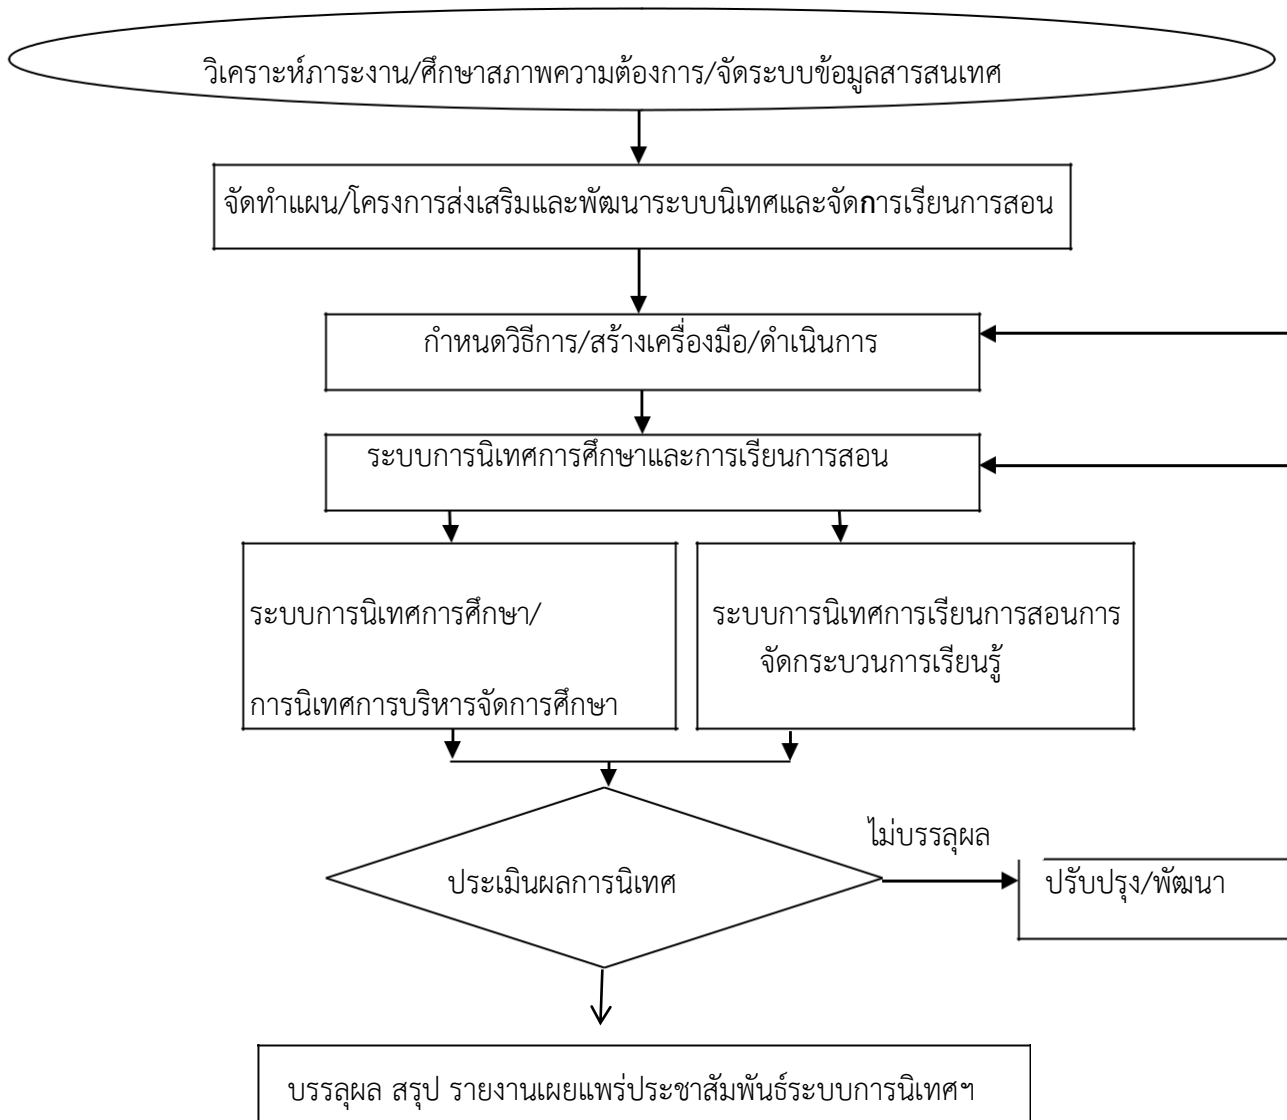 วิเคราะห์ภาระงาน/ศึกษาสภาพความต้องการ/จัดระบบข้อมูลสารสนเทศ
จัดทำแผน/โครงการส่งเสริมและพัฒนาระบบนิเทศและจัดการเรียนการสอน
กำหนดวิธีการ/สร้างเครื่องมือ/ดำเนินการ
ระบบการนิเทศการศึกษาและการเรียนการสอน
ระบบการนิเทศการศึกษา/
การนิเทศการบริหารจัดการศึกษา
ระบบการนิเทศการเรียนการสอนการ
จัดกระบวนการเรียนรู้
ประเมินผลการนิเทศ
ไม่บรรลุผล
ปรับปรุง/พัฒนา
บรรลุผล สรุป รายงานเผยแพร่ประชาสัมพันธ์ระบบการนิเทศฯ